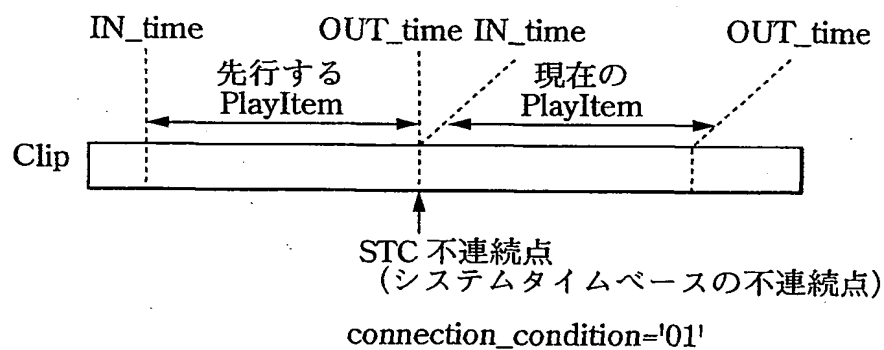 IN_time OUT_time IN_time OUT_time
先行する
PlayItem
現在の
PlayItem
Clip
STC 不連続点
(システムタイムベースの不連続点)
connection_condition='01'